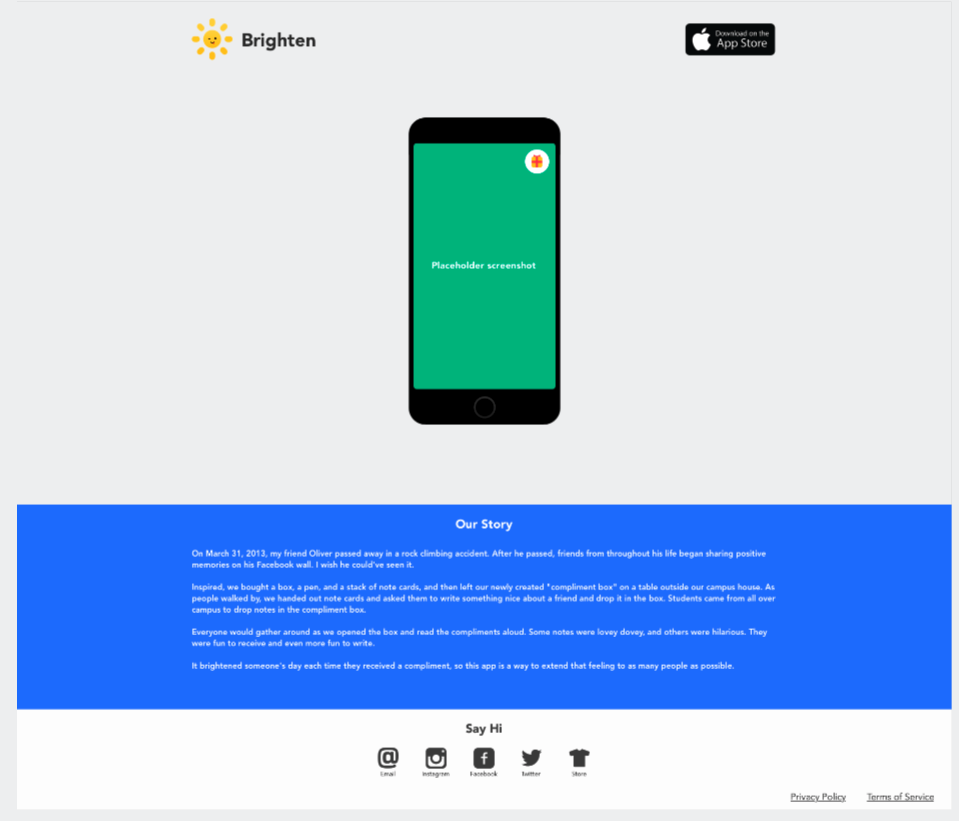 Brighten
Download on the
App Store
Placeholder screenshot
Our Story
On March 31, 2013, my friend Oliver passed away in a rock climbing accident. After he passed, friends from throughout his life began sharing positive
memories on his Facebook wall. I wish he could've seen it.
Inspired, we bought a box, a pen, and a stack of note cards, and then left our newly created "compliment box" on a table outside our campus house. As
people walked by, we handed out note cards and asked them to write something nice about a friend and drop it in the box. Students came from all over
campus to drop notes in the compliment box.
Everyone would gather around as we opened the box and read the compliments aloud. Some notes were lovey dovey, and others were hilarious. They
were fun to receive and even more fun to write.
It brightened someone's day each time they received a compliment, so this app is a way to extend that feeling to as many people as possible.
Say Hi
Email Instagram Facebook Twitter Store
Privacy Policy Terms of Service